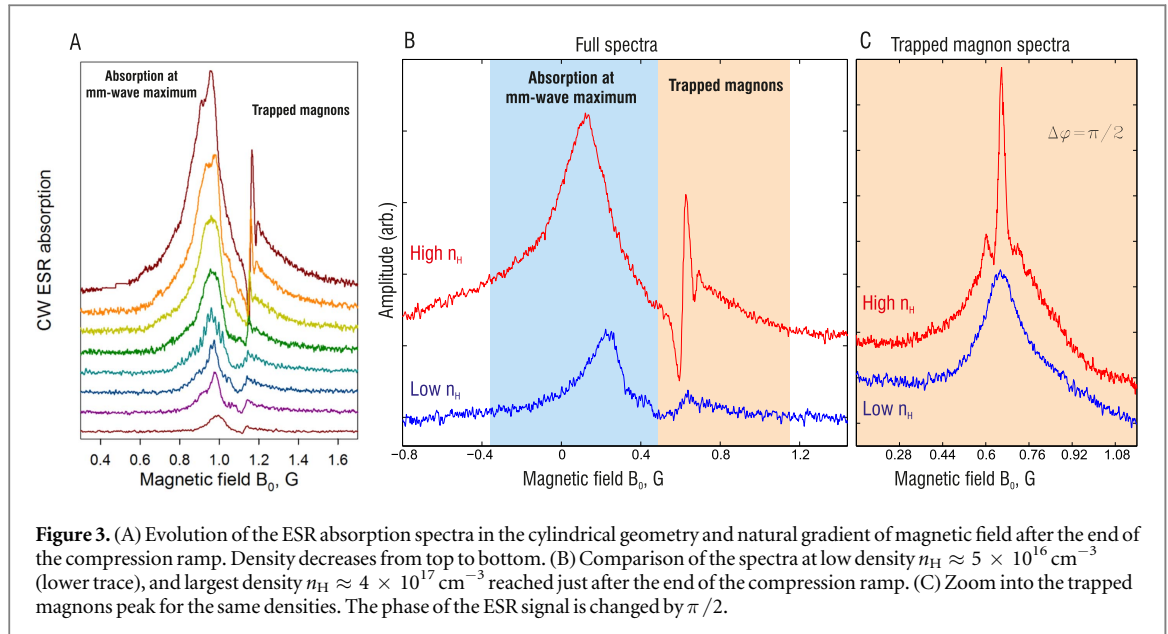 A
Absorption at
mm-wave maximum
Trapped magnons
CW ESR absorption
0.4 0.6 0.8 1.0 1.2 1.4 1.6
Magnetic field B₀, G
B
Full spectra
Absorption at
mm-wave maximum
Trapped magnons
Amplitude (arb.)
High nH
Low nH
−0.8 −0.4 0 0.4 0.8 1.2
Magnetic field B₀, G
C
Trapped magnon spectra
Δφ=π/2
High nH
Low nH
0.28 0.44 0.60 0.76 0.92 1.08
Magnetic field B₀, G
Figure 3. (A) Evolution of the ESR absorption spectra in the cylindrical geometry and natural gradient of magnetic field after the end of
the compression ramp. Density decreases from top to bottom. (B) Comparison of the spectra at low density nH ≈ 5 × 10¹⁶ cm⁻³
(lower trace), and largest density nH ≈ 4 × 10¹⁷ cm⁻³ reached just after the end of the compression ramp. (C) Zoom into the trapped
magnons peak for the same densities. The phase of the ESR signal is changed by π/2.